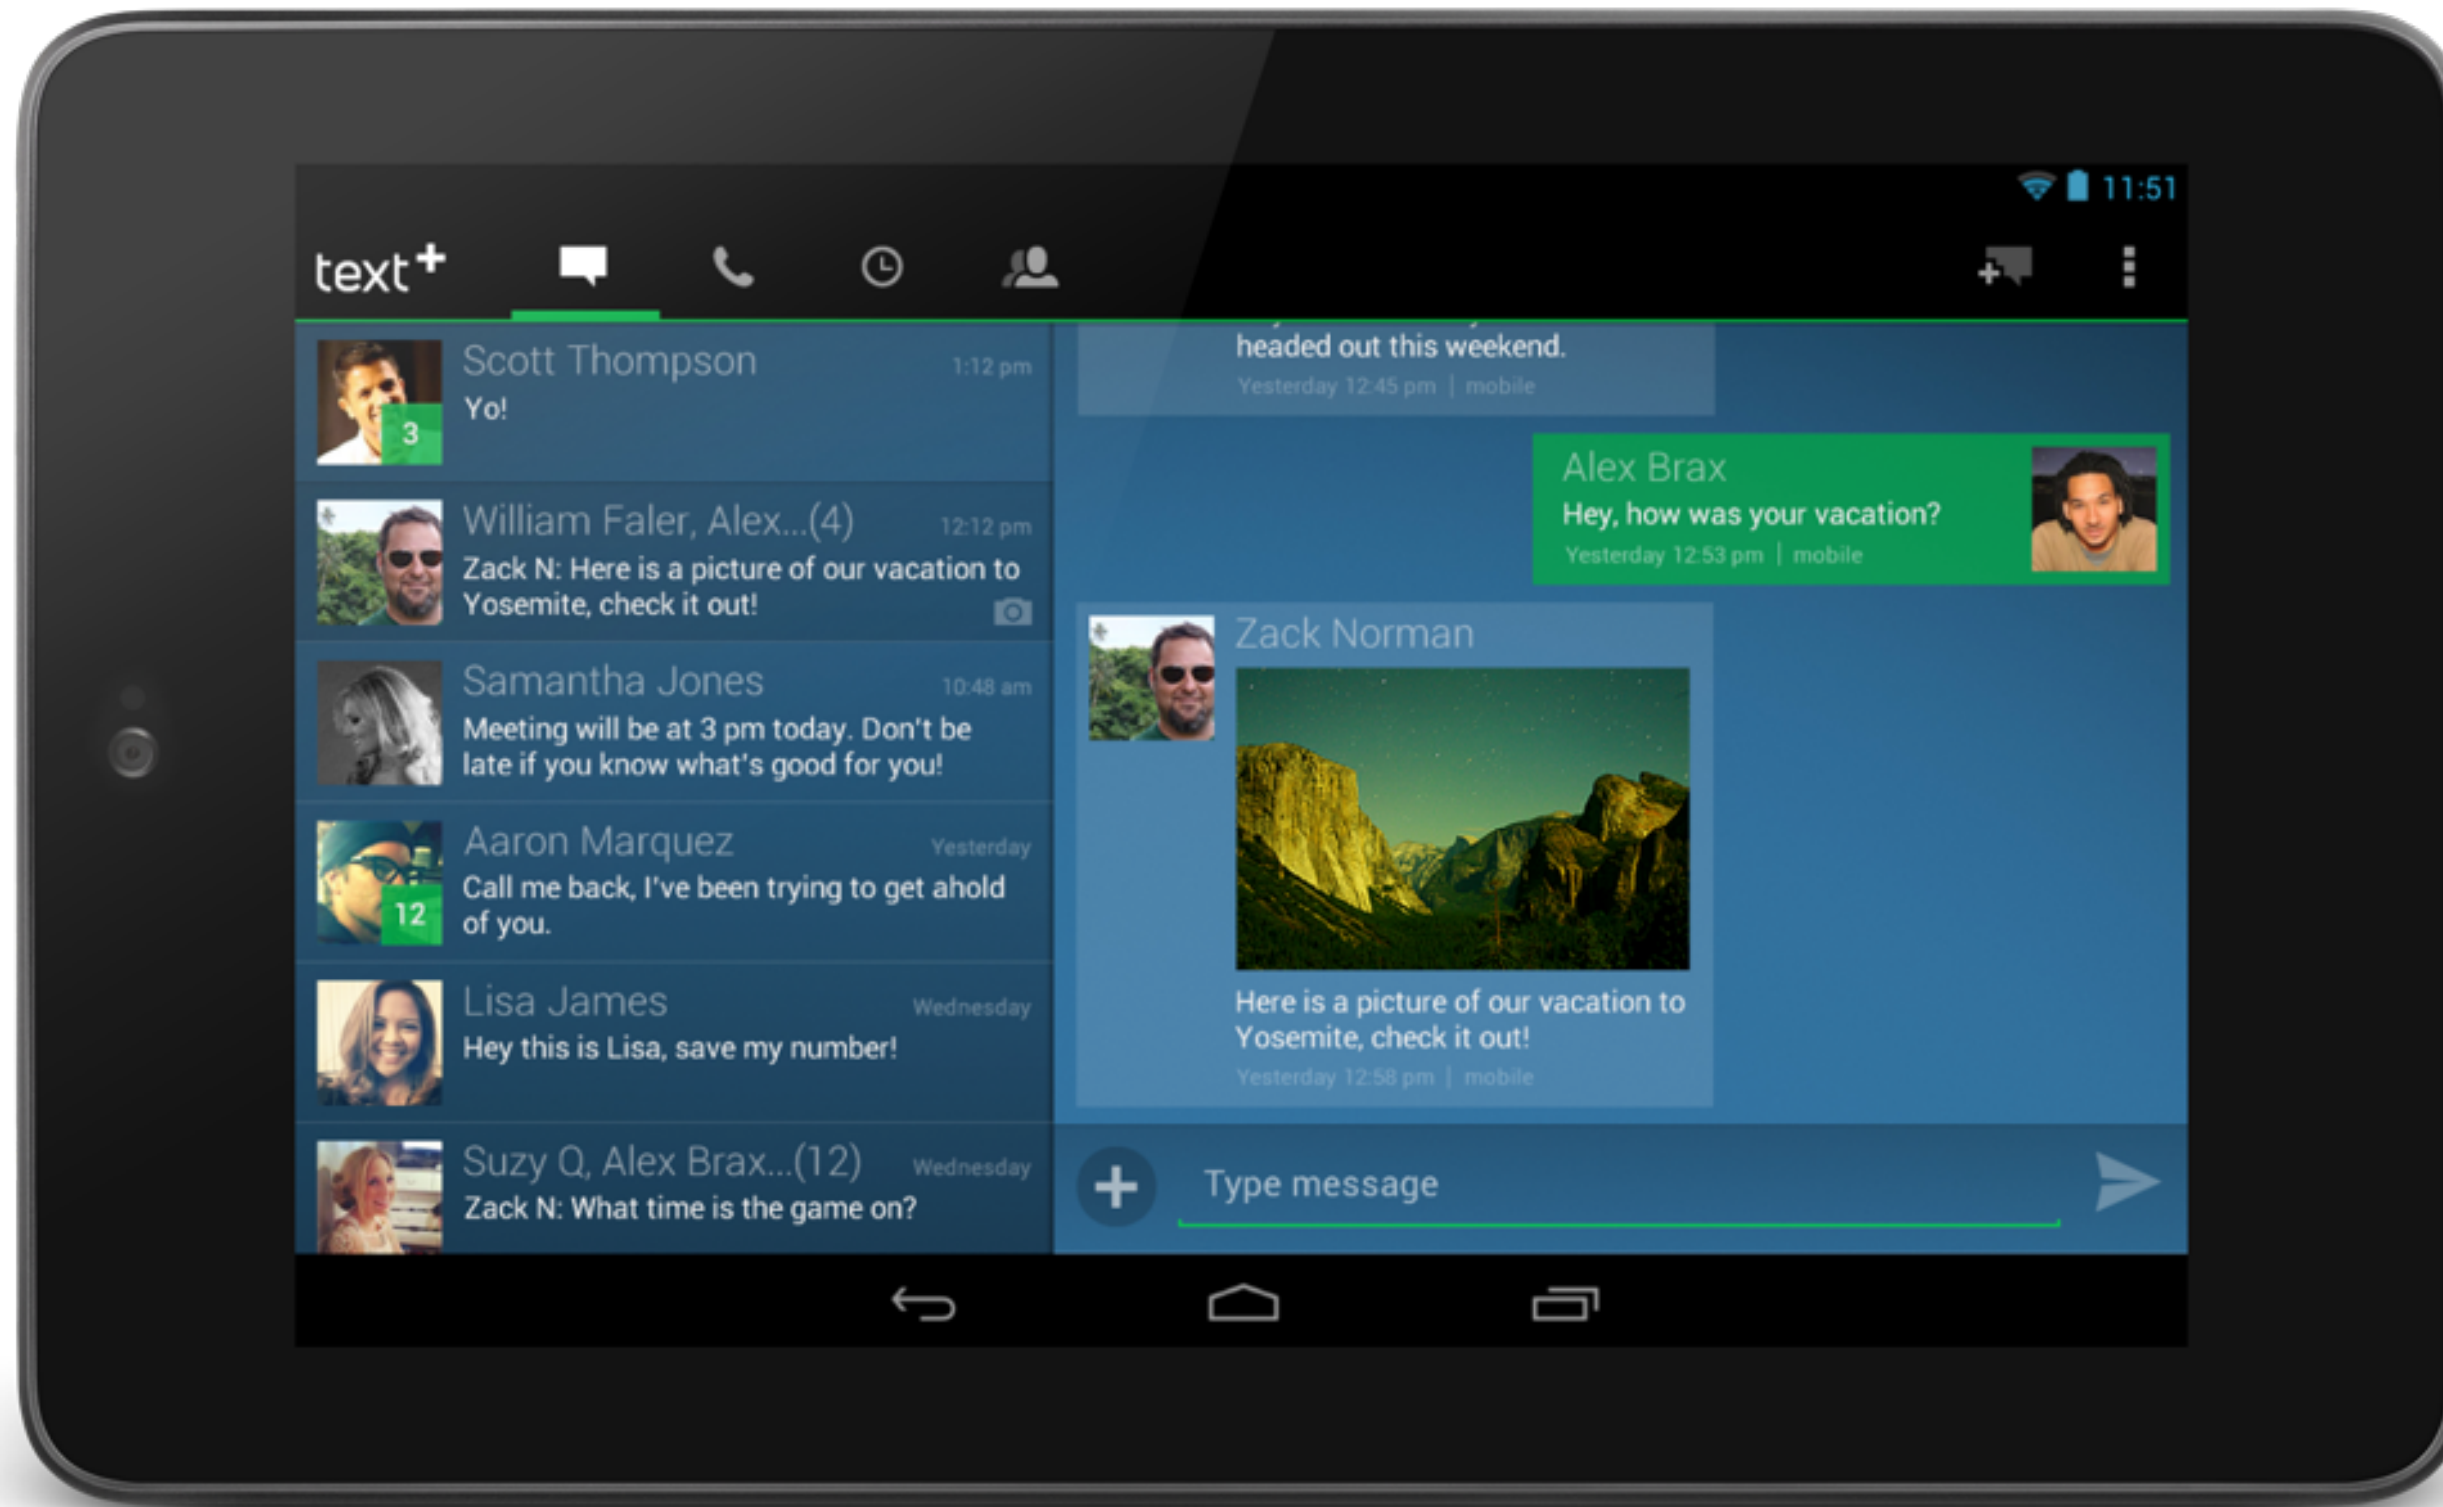 11:51
text+
Scott Thompson
1:12 pm
Yo!
3
William Faler, Alex...(4)
12:12 pm
Zack N: Here is a picture of our vacation to
Yosemite, check it out!
Samantha Jones
10:48 am
Meeting will be at 3 pm today. Don't be
late if you know what's good for you!
Aaron Marquez
Yesterday
Call me back, I've been trying to get ahold
of you.
12
Lisa James
Wednesday
Hey this is Lisa, save my number!
Suzy Q, Alex Brax...(12)
Wednesday
Zack N: What time is the game on?
headed out this weekend.
Yesterday 12:45 pm | mobile
Alex Brax
Hey, how was your vacation?
Yesterday 12:53 pm | mobile
Zack Norman
Here is a picture of our vacation to
Yosemite, check it out!
Yesterday 12:58 pm | mobile
Type message